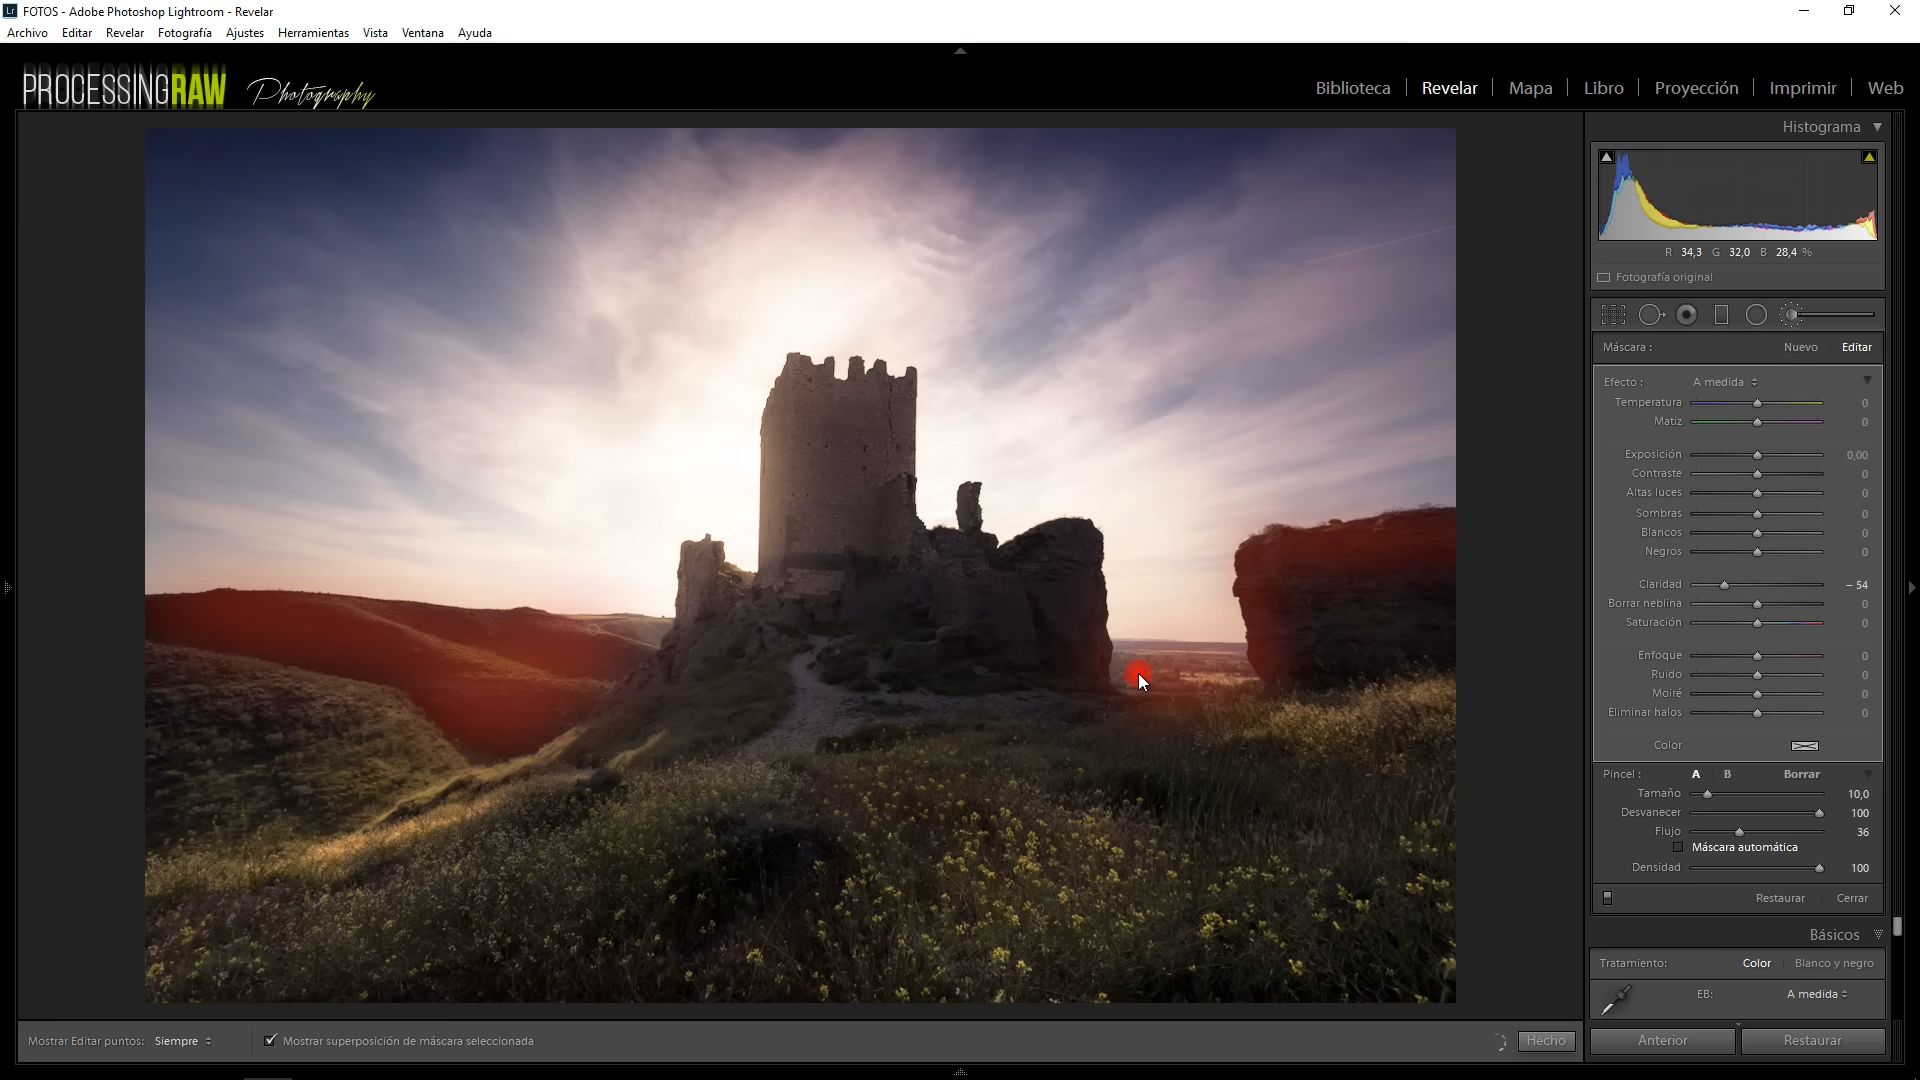 Lr FOTOS - Adobe Photoshop Lightroom - Revelar
Archivo Editar Revelar Fotografía Ajustes Herramientas Vista Ventana Ayuda
PROCESSINGRAW Photography
Biblioteca Revelar Mapa Libro Proyección Imprimir Web
Histograma
R 34,3 G 32,0 B 28,4 %
Fotografía original
Máscara : Nuevo Editar
Efecto : A medida
Temperatura 0
Matiz 0
Exposición 0,00
Contraste 0
Altas luces 0
Sombras 0
Blancos 0
Negros 0
Claridad – 54
Borrar neblina 0
Saturación 0
Enfoque 0
Ruido 0
Moiré 0
Eliminar halos 0
Color
Pincel : A B Borrar
Tamaño 10,0
Desvanecer 100
Flujo 36
Máscara automática
Densidad 100
Restaurar Cerrar
Básicos
Tratamiento: Color Blanco y negro
EB: A medida
Mostrar Editar puntos: Siempre Mostrar superposición de máscara seleccionada Hecho
Anterior Restaurar